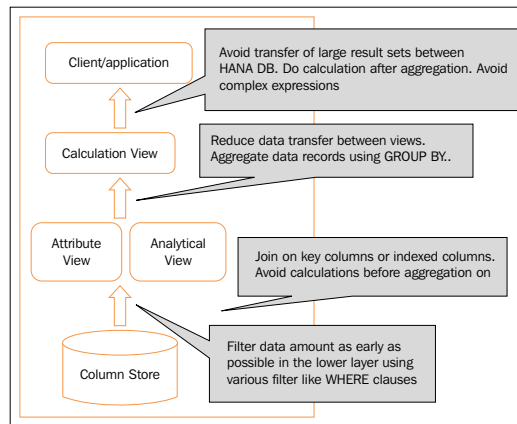 Client/application
Avoid transfer of large result sets between
HANA DB. Do calculation after aggregation. Avoid
complex expressions
Calculation View
Reduce data transfer between views.
Aggregate data records using GROUP BY..
Attribute
View
Analytical
View
Join on key columns or indexed columns.
Avoid calculations before aggregation on
Filter data amount as early as
possible in the lower layer using
various filter like WHERE clauses
Column Store